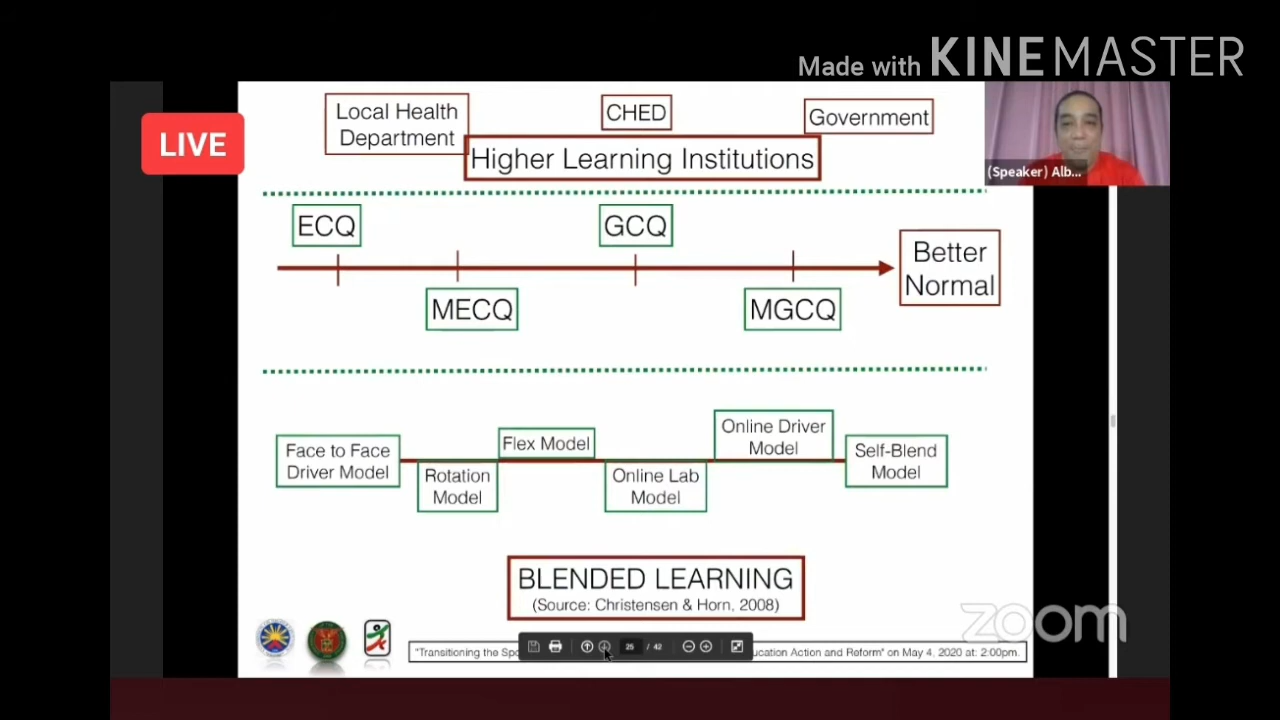 Made with KINEMASTER
LIVE
Local Health
Department
CHED
Government
Higher Learning Institutions
(Speaker) Alb...
ECQ
GCQ
Better
Normal
MECQ
MGCQ
Face to Face
Driver Model
Rotation
Model
Flex Model
Online Lab
Model
Online Driver
Model
Self-Blend
Model
BLENDED LEARNING
(Source: Christensen & Horn, 2008)
zoom
25 / 42
"Transitioning the Spo
ucation Action and Reform" on May 4, 2020 at: 2:00pm.